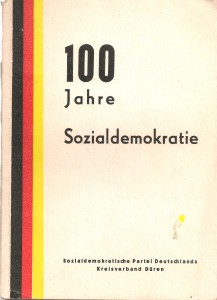 100
Jahre
Sozialdemokratie
Sozialdemokratische Partei Deutschlands
Kreisverband Düren